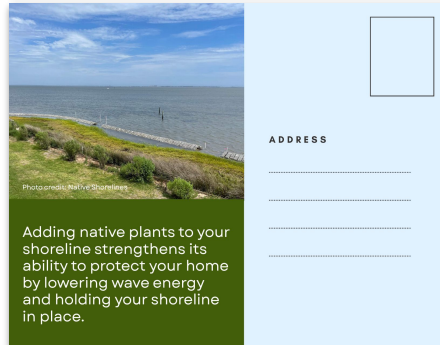 Photo credit: Native Shorelines
Adding native plants to your
shoreline strengthens its
ability to protect your home
by lowering wave energy
and holding your shoreline
in place.
ADDRESS